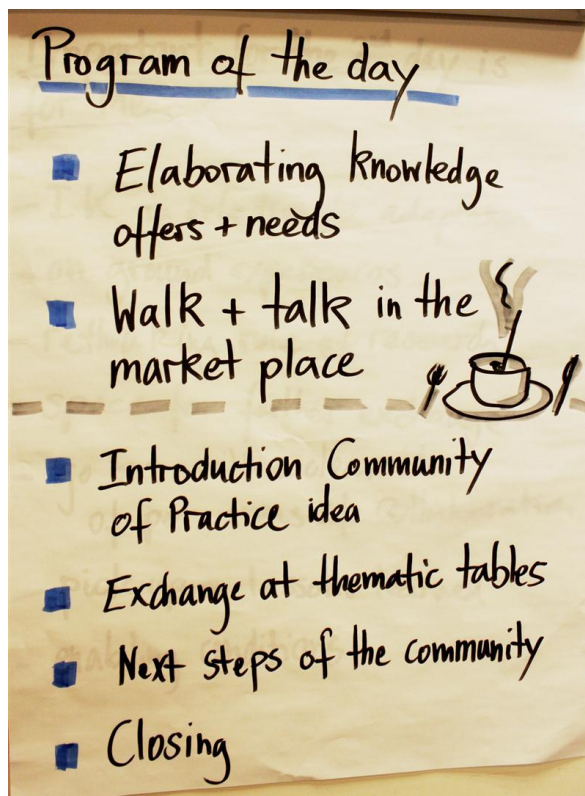 Program of the day
Elaborating knowledge
offers + needs
Walk + talk in the
market place
Introduction Community
of Practice idea
Exchange at thematic tables
Next steps of the community
Closing